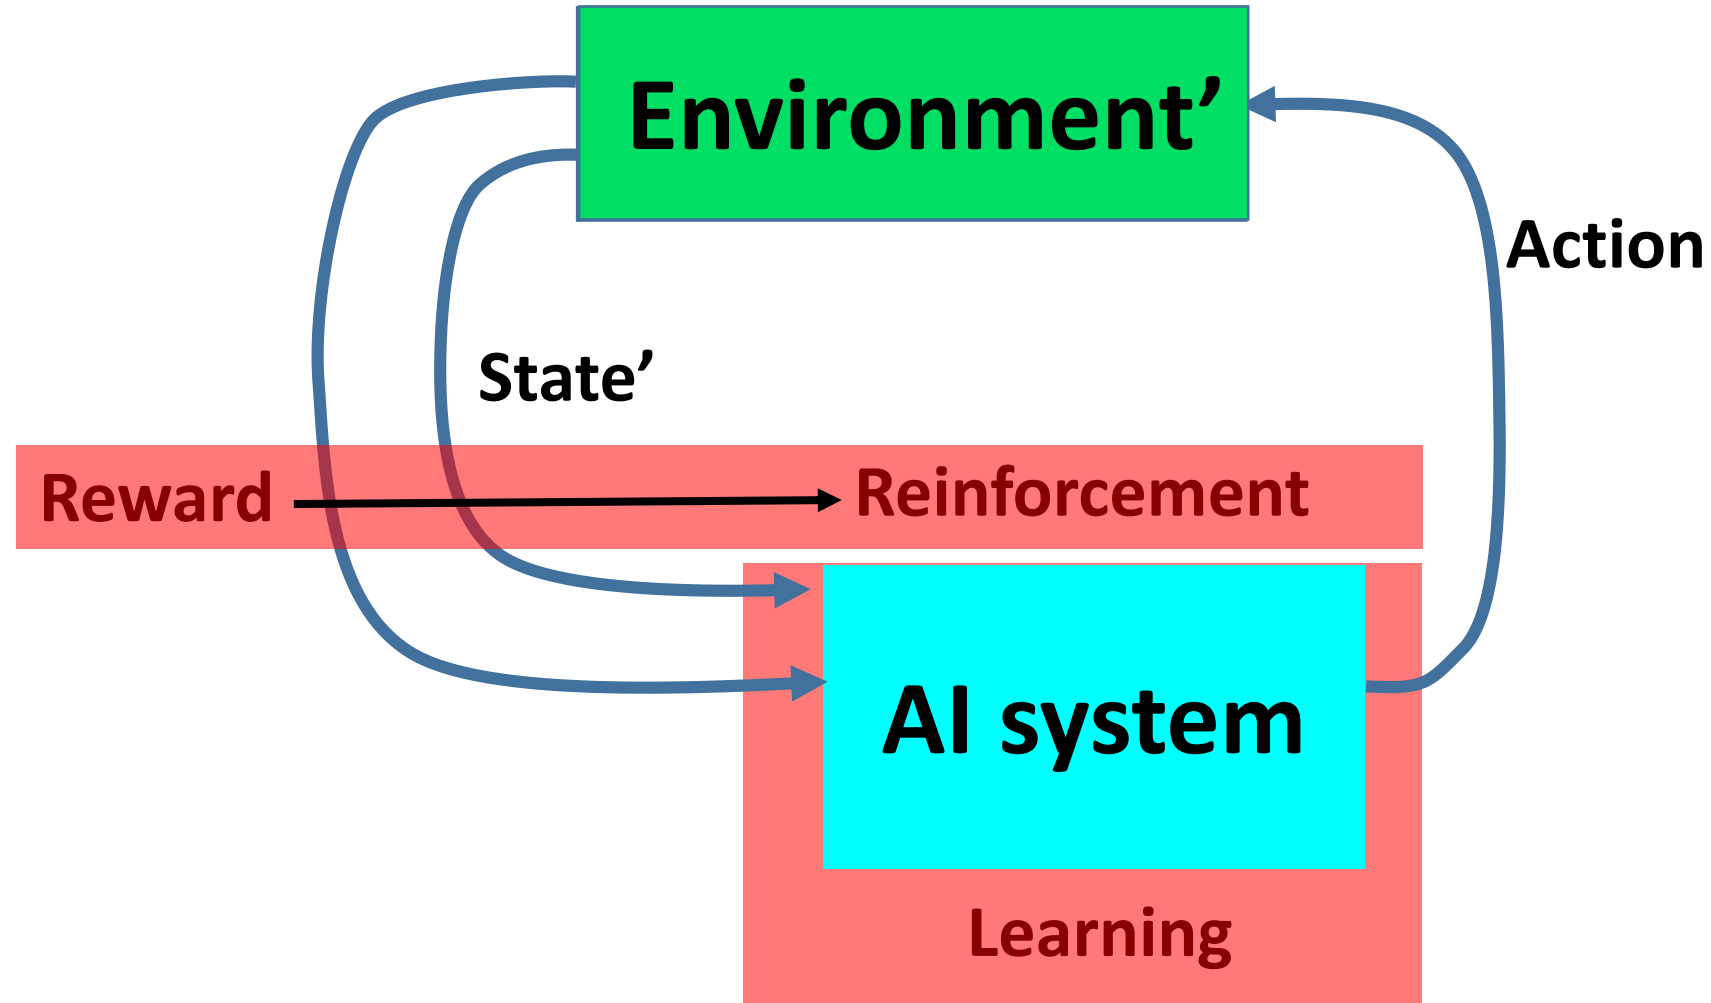 Environment’
Action
State’
Reward
Reinforcement
AI system
Learning